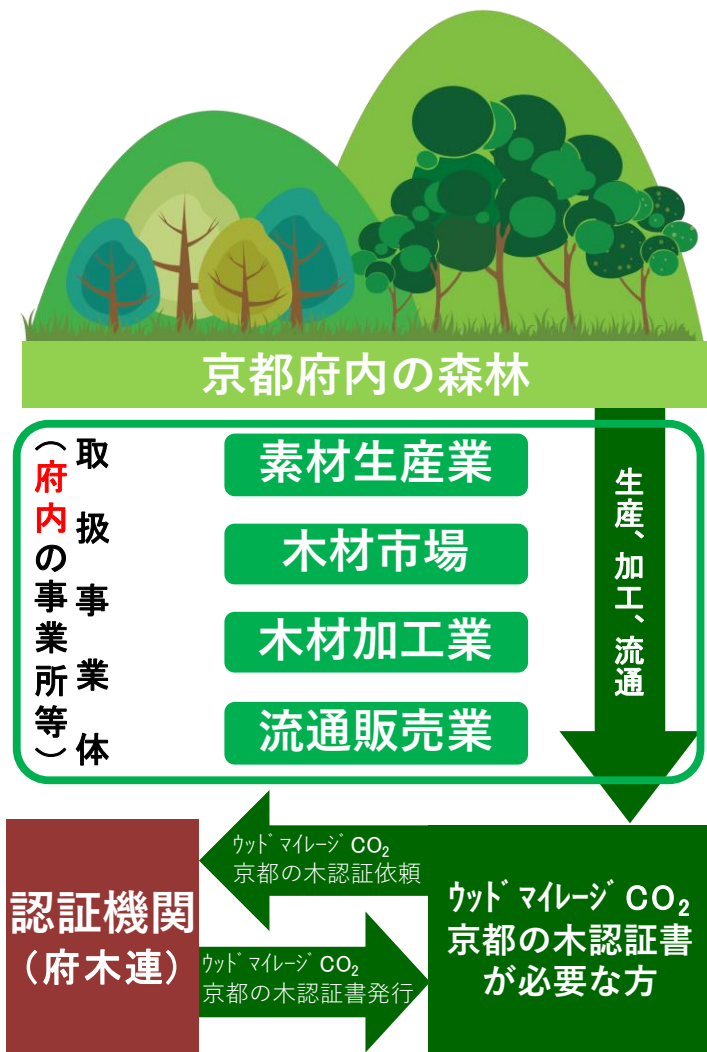 京都府内の森林
取扱事業体
（府内の事業所等）
素材生産業
木材市場
木材加工業
流通販売業
生産、加工、流通
ｳｯﾄﾞﾏｲﾚｰｼﾞCO₂
京都の木認証依頼
認証機関
（府木連）
ｳｯﾄﾞﾏｲﾚｰｼﾞCO₂
京都の木認証書発行
ｳｯﾄﾞﾏｲﾚｰｼﾞCO₂
京都の木認証書
が必要な方